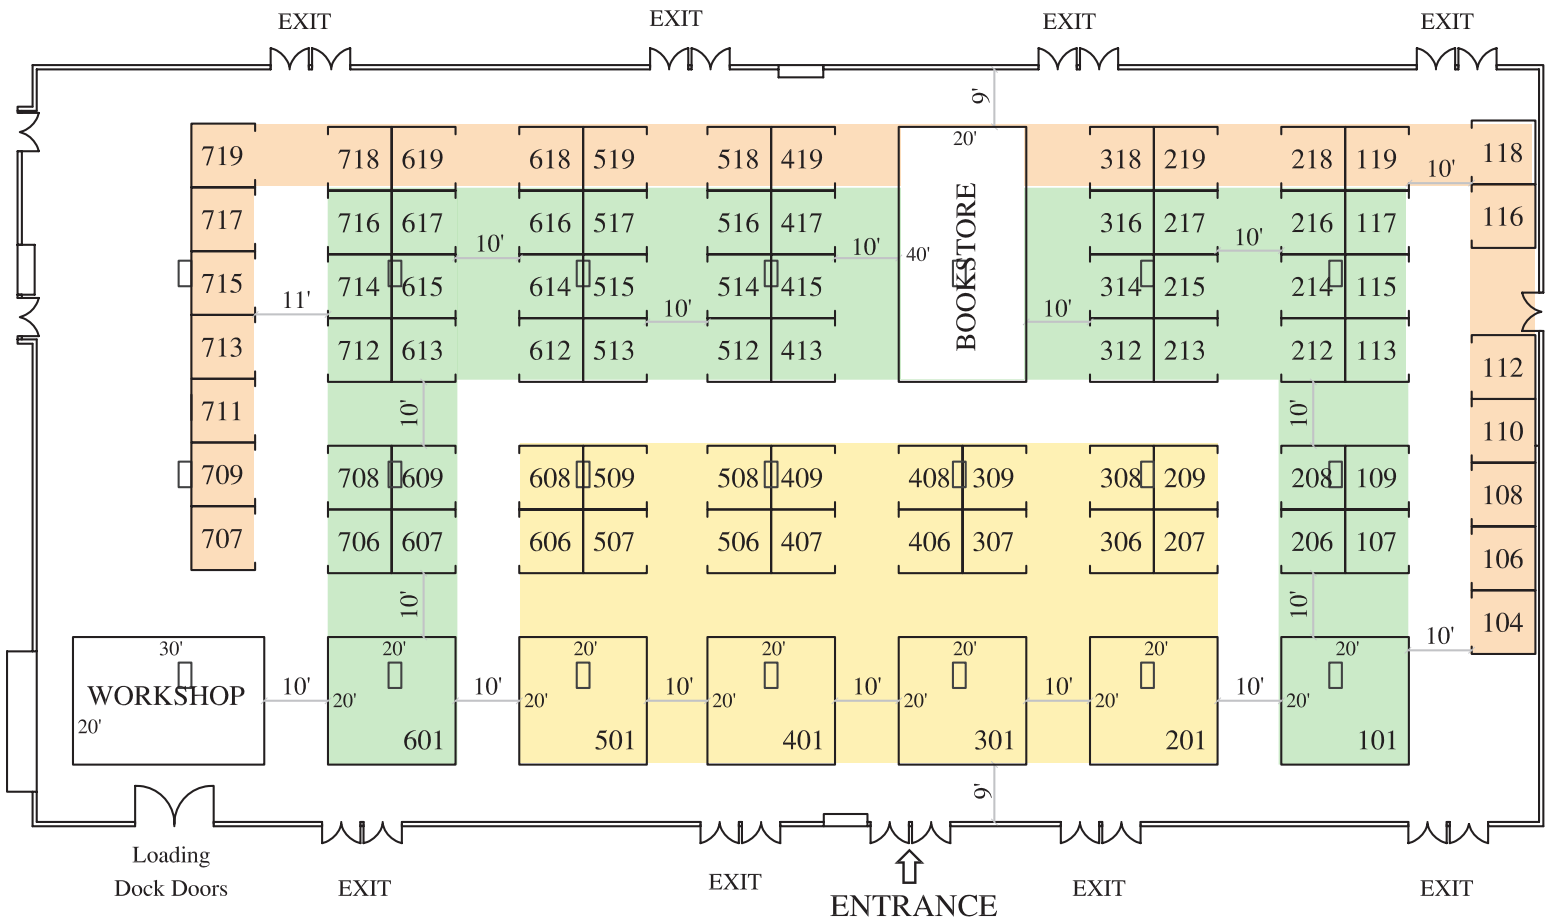 EXIT EXIT EXIT EXIT
9'
719 718 619 618 519 518 419 20' 318 219 218 119 10' 118
717 716 617 616 517 516 417 316 217 216 117 116
10' 10' 40' 10'
715 11' 714 615 614 515 514 415 BOOKSTORE 314 215 214 115
10' 10'
713 712 613 612 513 512 413 312 213 212 113 112
711 10' 10' 110
709 708 609 608 509 508 409 408 309 308 209 208 109 108
707 706 607 606 507 506 407 406 307 306 207 206 107 106
10' 10' 104
10'
30' 20' 20' 20' 20' 20' 20'
WORKSHOP 10' 20' 10' 20' 10' 20' 10' 20' 10' 20' 10' 20'
20' 601 501 401 301 201 101
9'
Loading
Dock Doors EXIT EXIT EXIT EXIT
ENTRANCE